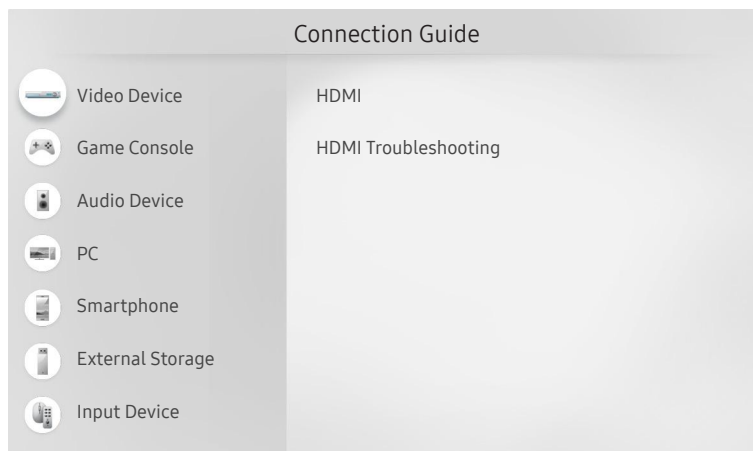 Connection Guide
Video Device
Game Console
Audio Device
PC
Smartphone
External Storage
Input Device
HDMI
HDMI Troubleshooting